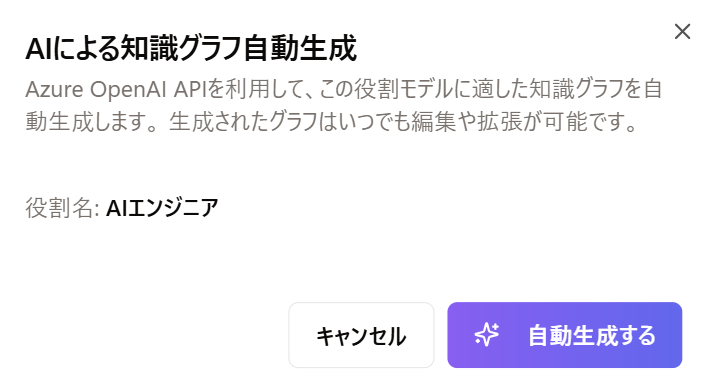 AIによる知識グラフ自動生成
Azure OpenAI APIを利用して、この役割モデルに適した知識グラフを自
動生成します。生成されたグラフはいつでも編集や拡張が可能です。
役割名: AIエンジニア
キャンセル
自動生成する